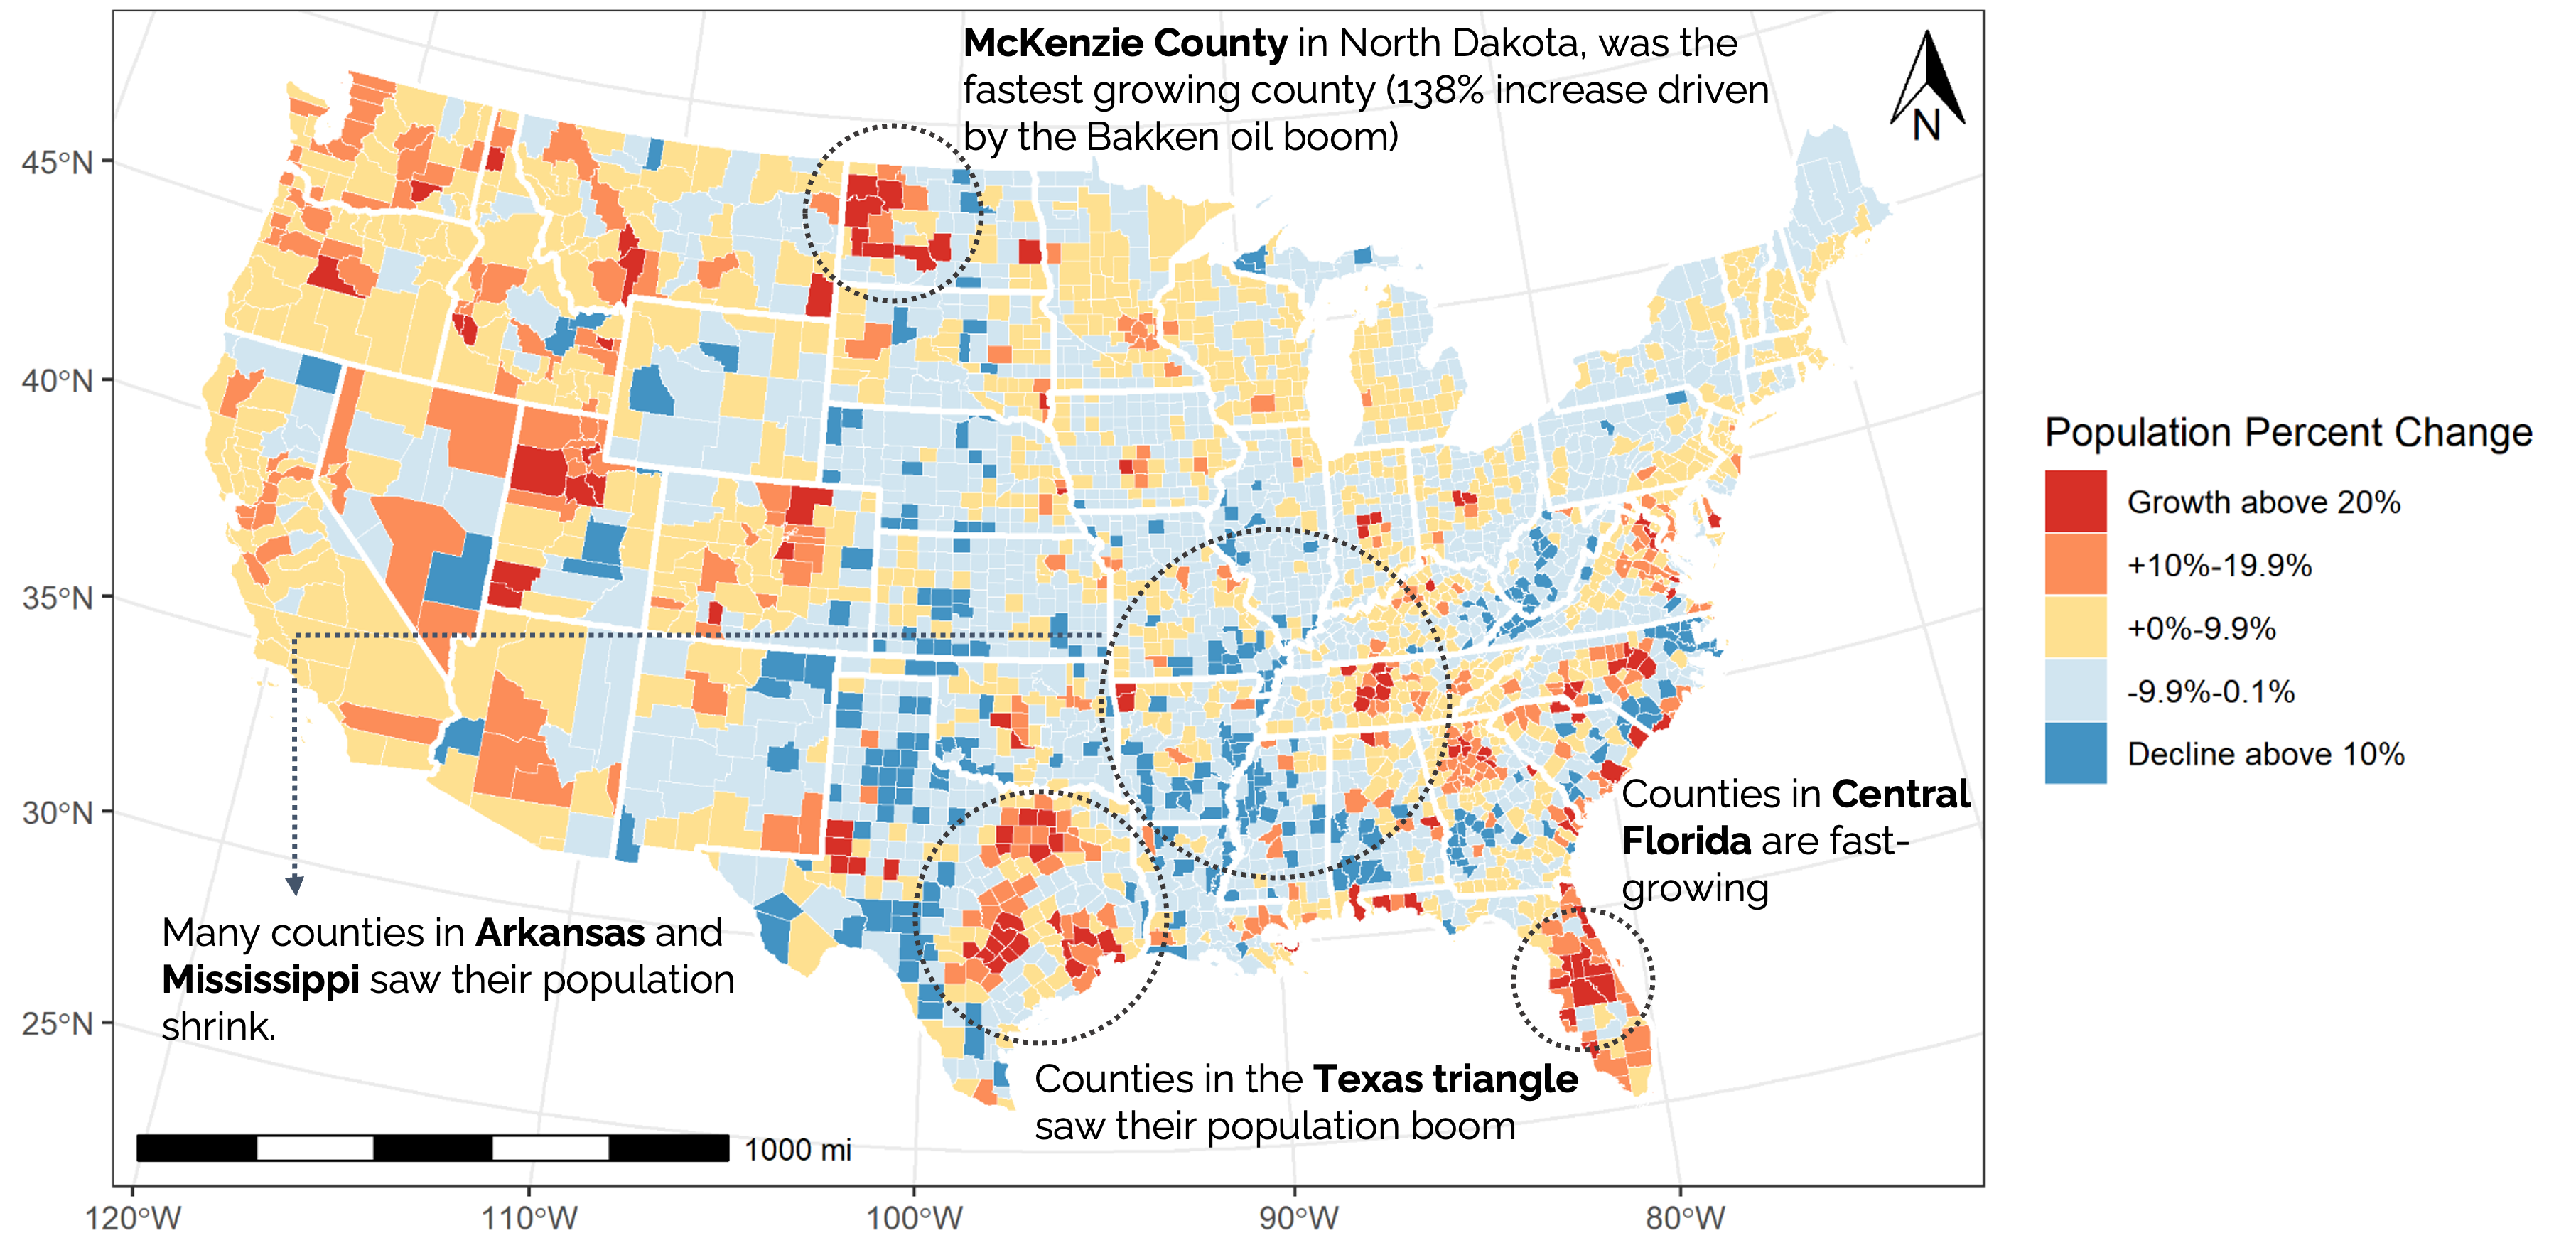 McKenzie County in North Dakota, was the
fastest growing county (138% increase driven
by the Bakken oil boom)
N
45°N
40°N
35°N
30°N
25°N
Population Percent Change
Growth above 20%
+10%-19.9%
+0%-9.9%
-9.9%-0.1%
Decline above 10%
Counties in Central
Florida are fast-
growing
Many counties in Arkansas and
Mississippi saw their population
shrink.
Counties in the Texas triangle
saw their population boom
1000 mi
120°W
110°W
100°W
90°W
80°W